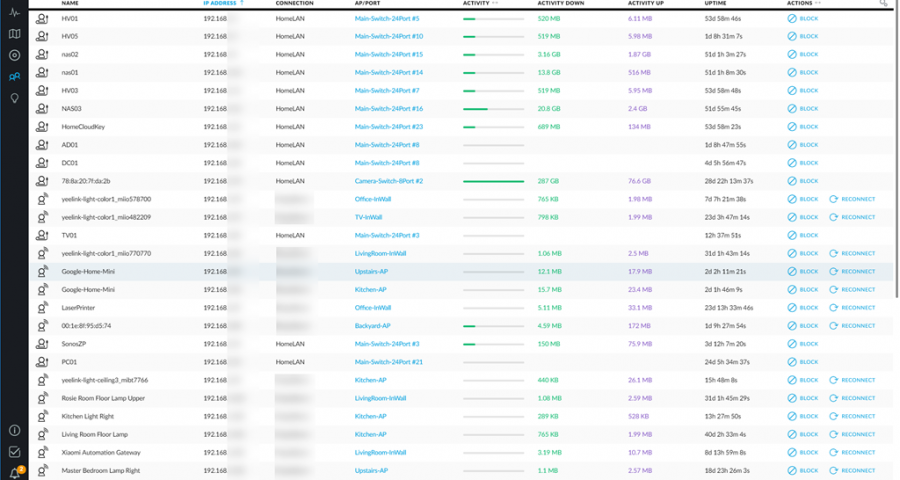 NAME IP ADDRESS ↑ CONNECTION AP/PORT ACTIVITY ACTIVITY DOWN ACTIVITY UP UPTIME ACTIONS
HV01 192.168 HomeLAN Main-Switch-24Port #5 520 MB 6.11 MB 53d 58m 46s BLOCK
HV05 192.168 HomeLAN Main-Switch-24Port #10 519 MB 5.98 MB 1d 8h 31m 7s BLOCK
nas02 192.168 HomeLAN Main-Switch-24Port #15 3.16 GB 1.87 GB 51d 1h 3m 27s BLOCK
nas01 192.168 HomeLAN Main-Switch-24Port #14 13.8 GB 516 MB 51d 1h 8m 30s BLOCK
HV03 192.168 HomeLAN Main-Switch-24Port #7 519 MB 5.95 MB 53d 58m 48s BLOCK
NAS03 192.168 HomeLAN Main-Switch-24Port #16 20.8 GB 2.4 GB 51d 55m 45s BLOCK
HomeCloudKey 192.168 HomeLAN Main-Switch-24Port #23 689 MB 134 MB 53d 58m 23s BLOCK
AD01 192.168 HomeLAN Main-Switch-24Port #8 1d 8h 47m 55s BLOCK
DC01 192.168 HomeLAN Main-Switch-24Port #8 4d 5h 56m 47s BLOCK
78:8a:20:7f:da:2b 192.168 HomeLAN Camera-Switch-8Port #2 287 GB 76.6 GB 28d 22h 13m 37s BLOCK
yeelink-light-color1_miio578700 192.168 Office-InWall 765 KB 1.98 MB 7d 7h 21m 38s BLOCK RECONNECT
yeelink-light-color1_miio482209 192.168 TV-InWall 798 KB 1.99 MB 23d 3h 47m 14s BLOCK RECONNECT
TV01 192.168 HomeLAN Main-Switch-24Port #3 12h 37m 51s BLOCK
yeelink-light-color1_miio770770 192.168 LivingRoom-InWall 1.06 MB 2.5 MB 31d 1h 43m 14s BLOCK RECONNECT
Google-Home-Mini 192.168 Upstairs-AP 12.1 MB 17.9 MB 2d 2h 11m 21s BLOCK RECONNECT
Google-Home-Mini 192.168 Kitchen-AP 15.7 MB 23.4 MB 2d 1h 46m 9s BLOCK RECONNECT
LaserPrinter 192.168 Office-InWall 5.11 MB 33.1 MB 23d 13h 33m 46s BLOCK RECONNECT
00:1e:8f:95:d5:74 192.168 Backyard-AP 4.59 MB 172 MB 1d 9h 27m 54s BLOCK RECONNECT
SonosZP 192.168 HomeLAN Main-Switch-24Port #3 150 MB 75.9 MB 3d 12h 7m 20s BLOCK
PC01 192.168 HomeLAN Main-Switch-24Port #21 24d 5h 34m 37s BLOCK
yeelink-light-ceiling3_mibt7766 192.168 Kitchen-AP 440 KB 26.1 MB 15h 48m 8s BLOCK RECONNECT
Rosie Room Floor Lamp Upper 192.168 LivingRoom-InWall 1.08 MB 2.59 MB 31d 1h 45m 29s BLOCK RECONNECT
Kitchen Light Right 192.168 Kitchen-AP 289 KB 528 KB 13h 27m 50s BLOCK RECONNECT
Living Room Floor Lamp 192.168 Kitchen-AP 765 KB 1.99 MB 40d 2h 33m 4s BLOCK RECONNECT
Xiaomi Automation Gateway 192.168 LivingRoom-InWall 3.19 MB 10.7 MB 8d 13h 59m 8s BLOCK RECONNECT
Master Bedroom Lamp Right 192.168 Upstairs-AP 1.1 MB 2.57 MB 18d 23h 26m 3s BLOCK RECONNECT